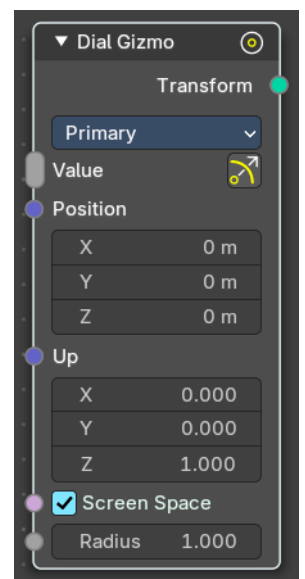 Dial Gizmo
Transform
Primary
Value
Position
X 0 m
Y 0 m
Z 0 m
Up
X 0.000
Y 0.000
Z 1.000
Screen Space
Radius 1.000